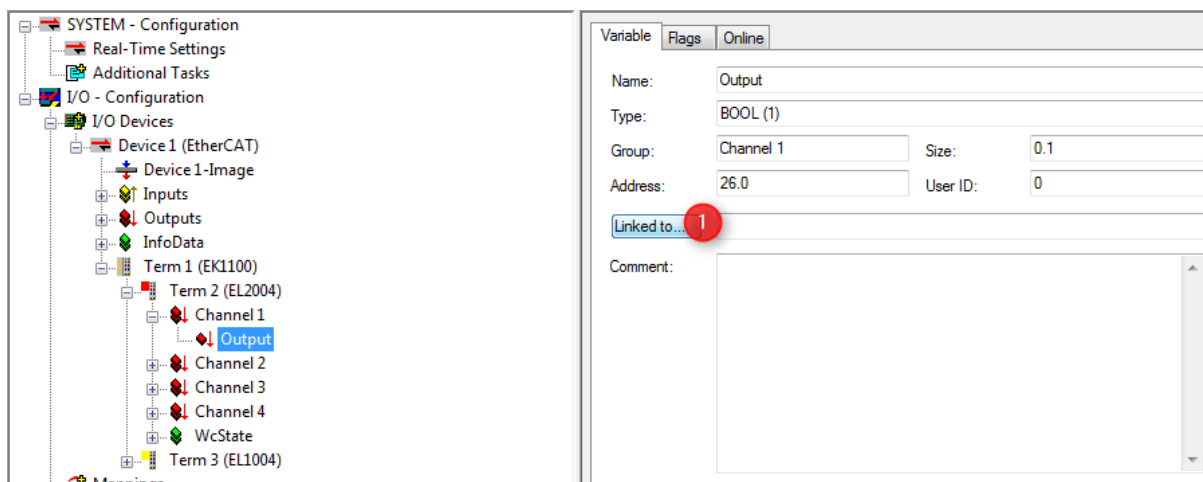 SYSTEM - Configuration
Real-Time Settings
Additional Tasks
I/O - Configuration
I/O Devices
Device 1 (EtherCAT)
Device 1-Image
Inputs
Outputs
InfoData
Term 1 (EK1100)
Term 2 (EL2004)
Channel 1
Output
Channel 2
Channel 3
Channel 4
WcState
Term 3 (EL1004)
Mappings
Variable Flags Online
Name: Output
Type: BOOL (1)
Group: Channel 1 Size: 0.1
Address: 26.0 User ID: 0
Linked to... 1
Comment: